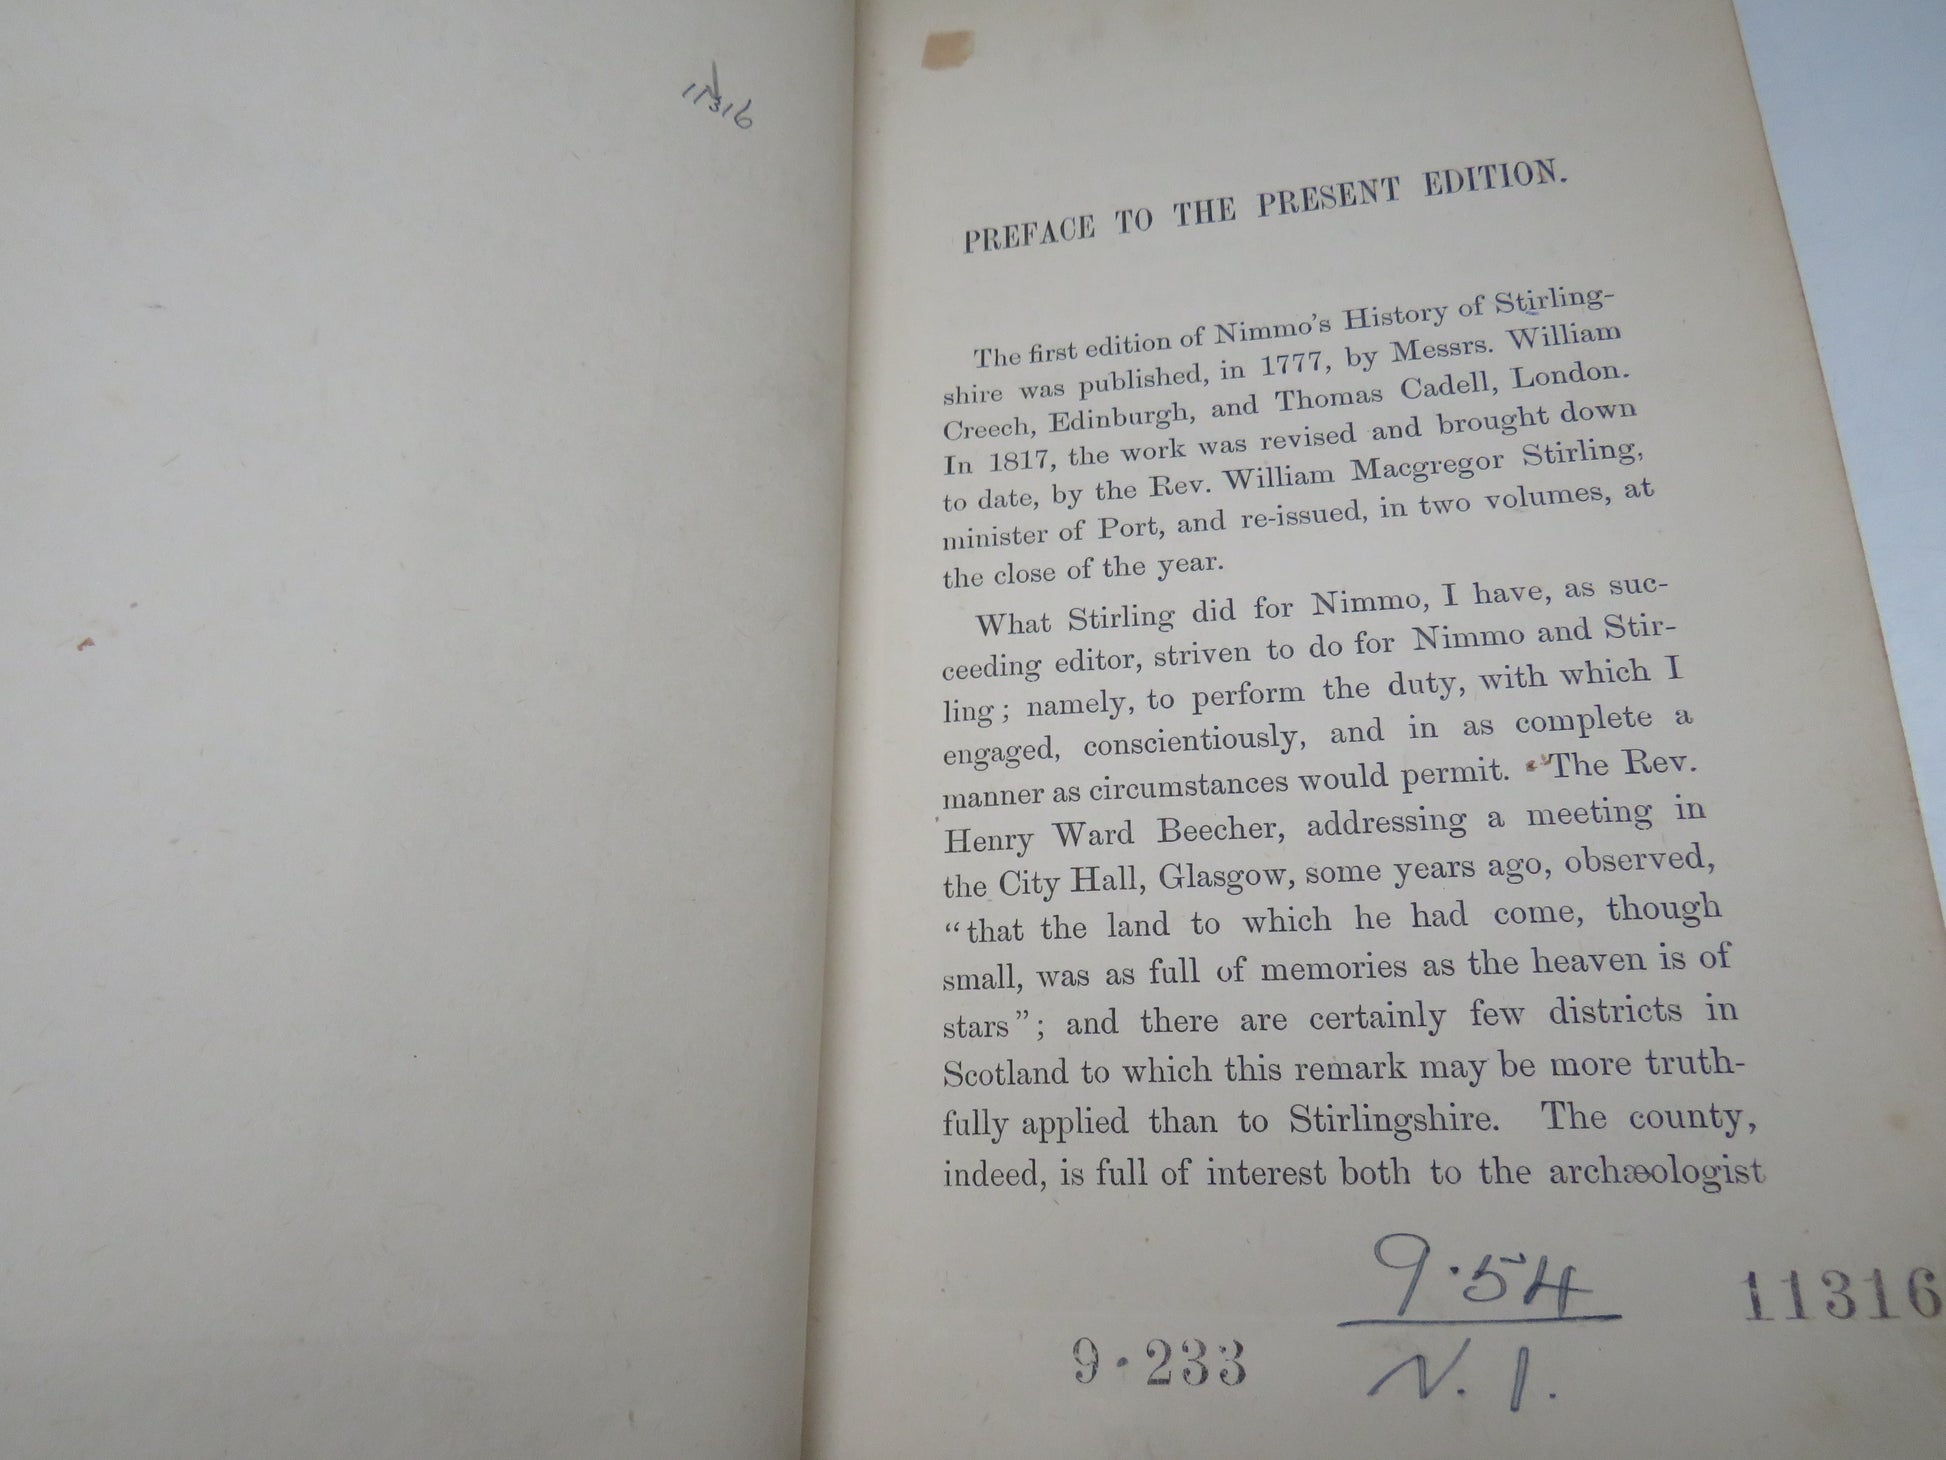 11316
PREFACE TO THE PRESENT EDITION.
The first edition of Nimmo's History of Stirling-
shire was published, in 1777, by Messrs. William
Creech, Edinburgh, and Thomas Cadell, London.
In 1817, the work was revised and brought down
to date, by the Rev. William Macgregor Stirling,
minister of Port, and re-issued, in two volumes, at
the close of the year.
What Stirling did for Nimmo, I have, as suc-
ceeding editor, striven to do for Nimmo and Stir-
ling; namely, to perform the duty, with which I
engaged, conscientiously, and in as complete a
manner as circumstances would permit. The Rev.
Henry Ward Beecher, addressing a meeting in
the City Hall, Glasgow, some years ago, observed,
“that the land to which he had come, though
small, was as full of memories as the heaven is of
stars”; and there are certainly few districts in
Scotland to which this remark may be more truth-
fully applied than to Stirlingshire. The county,
indeed, is full of interest both to the archæologist
9·54
11316
9·233
N. 1.